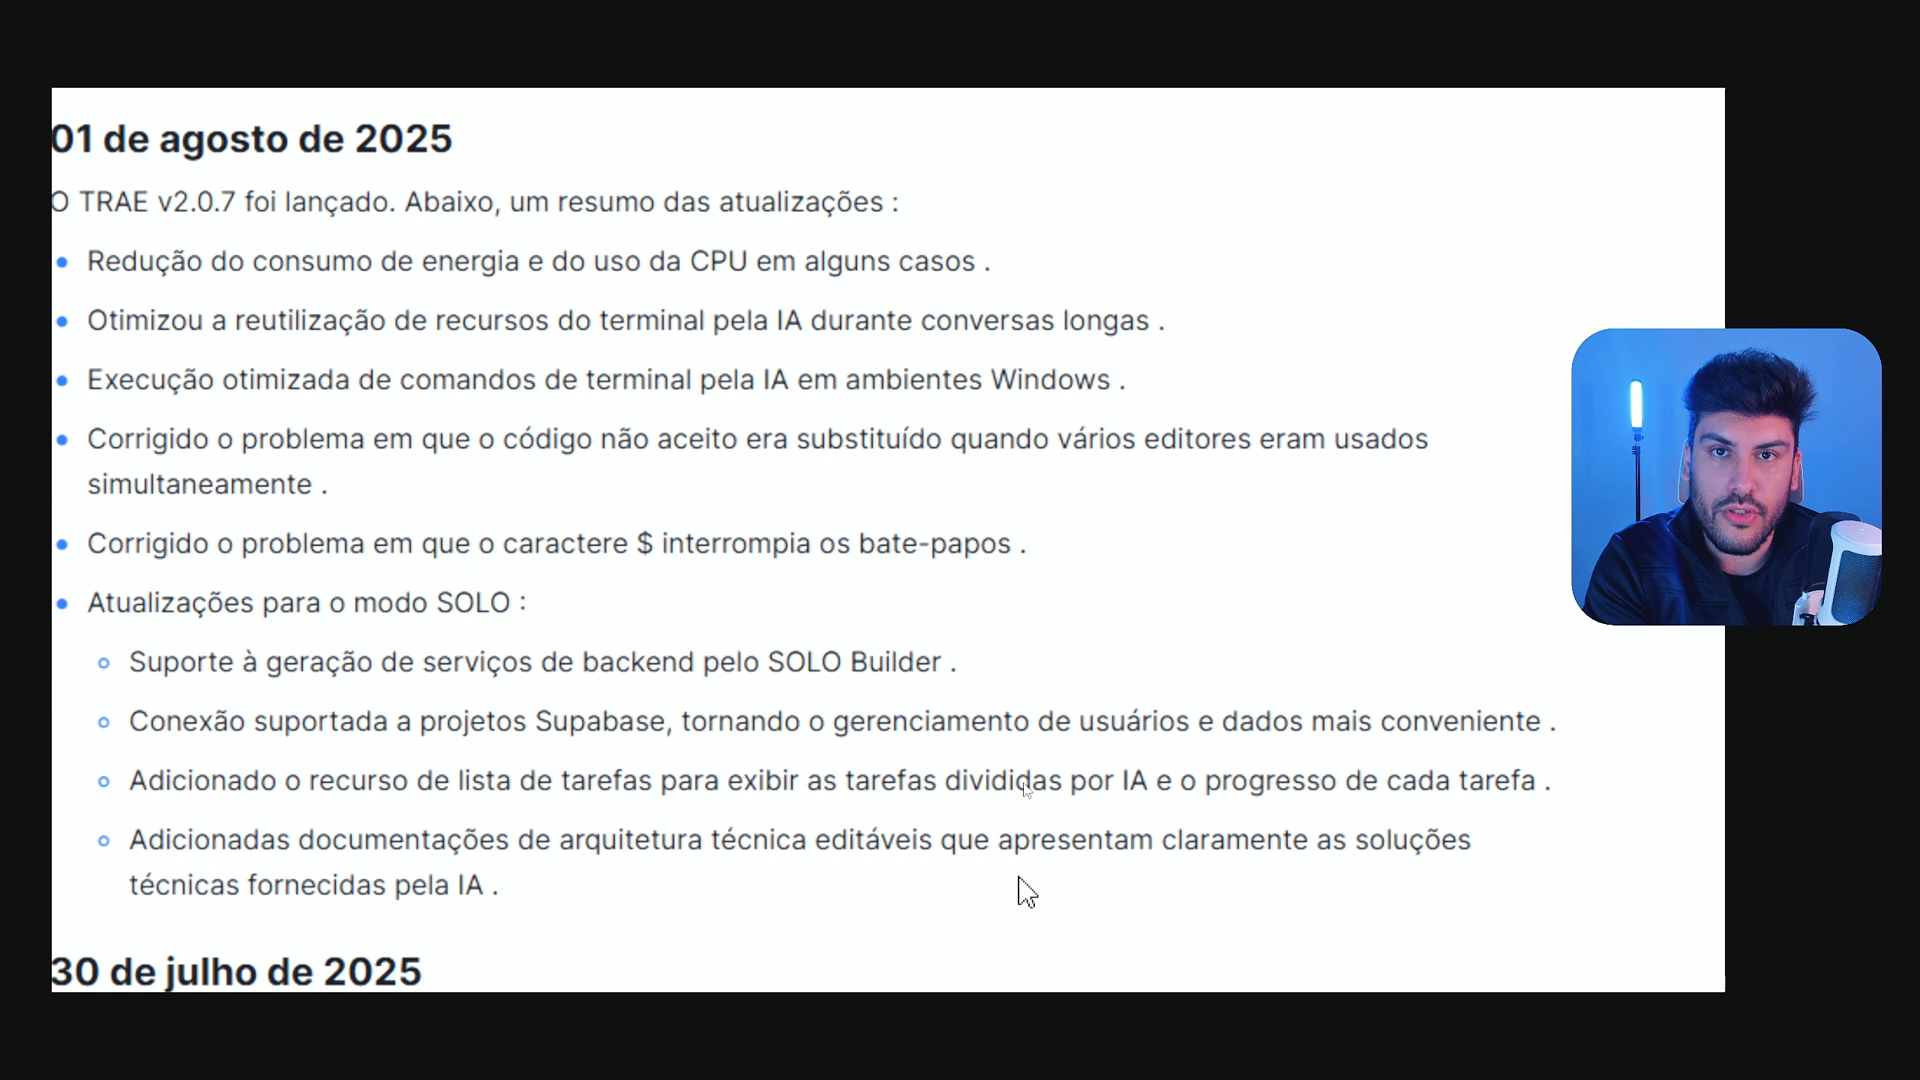 01 de agosto de 2025
O TRAE v2.0.7 foi lançado. Abaixo, um resumo das atualizações :
Redução do consumo de energia e do uso da CPU em alguns casos .
Otimizou a reutilização de recursos do terminal pela IA durante conversas longas .
Execução otimizada de comandos de terminal pela IA em ambientes Windows .
Corrigido o problema em que o código não aceito era substituído quando vários editores eram usados
simultaneamente .
Corrigido o problema em que o caractere $ interrompia os bate-papos .
Atualizações para o modo SOLO :
Suporte à geração de serviços de backend pelo SOLO Builder .
Conexão suportada a projetos Supabase, tornando o gerenciamento de usuários e dados mais conveniente .
Adicionado o recurso de lista de tarefas para exibir as tarefas divididas por IA e o progresso de cada tarefa .
Adicionadas documentações de arquitetura técnica editáveis que apresentam claramente as soluções
técnicas fornecidas pela IA .
30 de julho de 2025